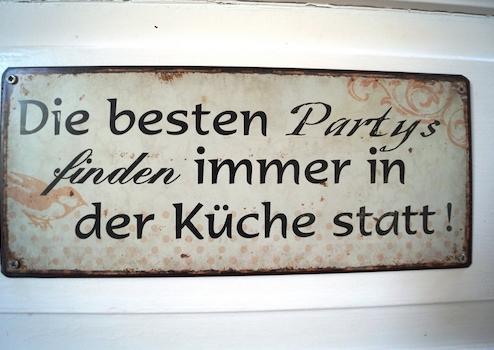 Die besten Partys
finden immer in
der Küche statt!